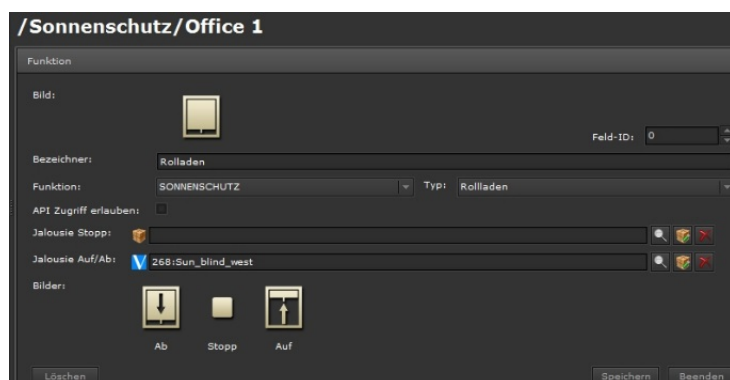 /Sonnenschutz/Office 1
Funktion
Bild:
Feld-ID: 0
Bezeichner: Rolladen
Funktion: SONNENSCHUTZ Typ: Rollladen
API Zugriff erlauben:
Jalousie Stopp:
Jalousie Auf/Ab: V 268:Sun_blind_west
Bilder:
Ab Stopp Auf
Löschen Speichern Beenden